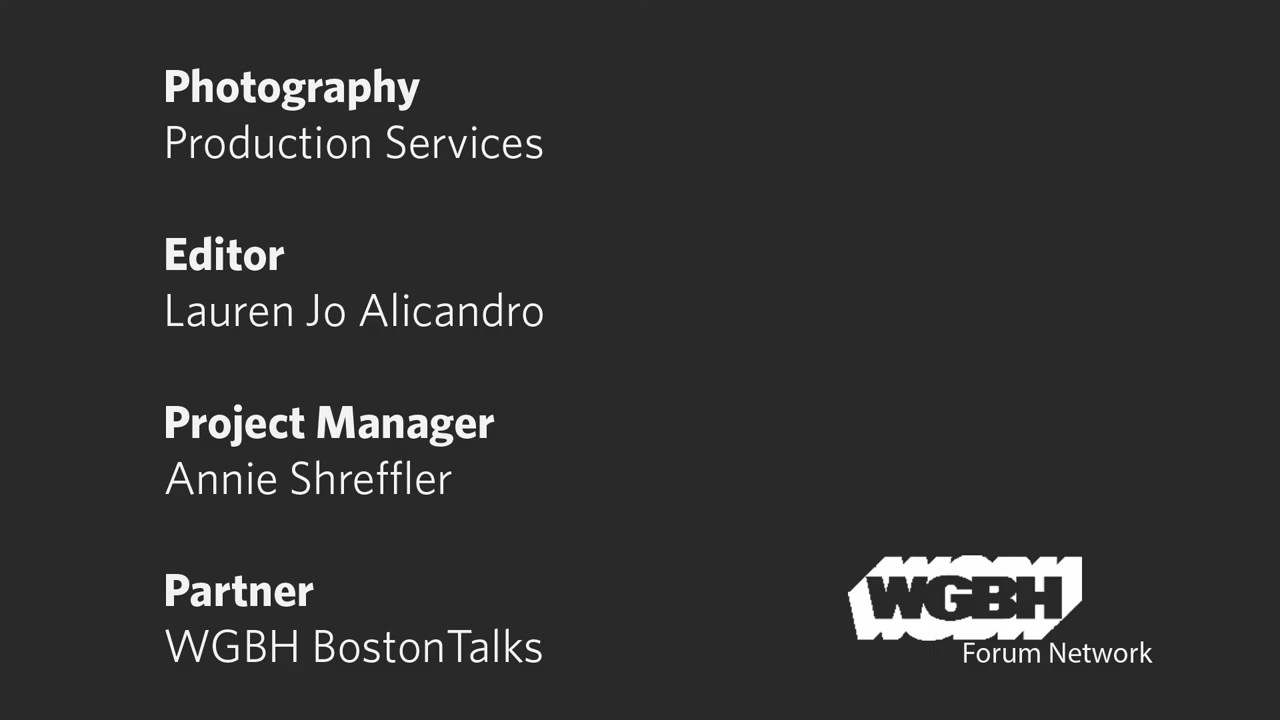 Photography
Production Services
Editor
Lauren Jo Alicandro
Project Manager
Annie Shreffler
Partner
WGBH BostonTalks
WGBH
Forum Network